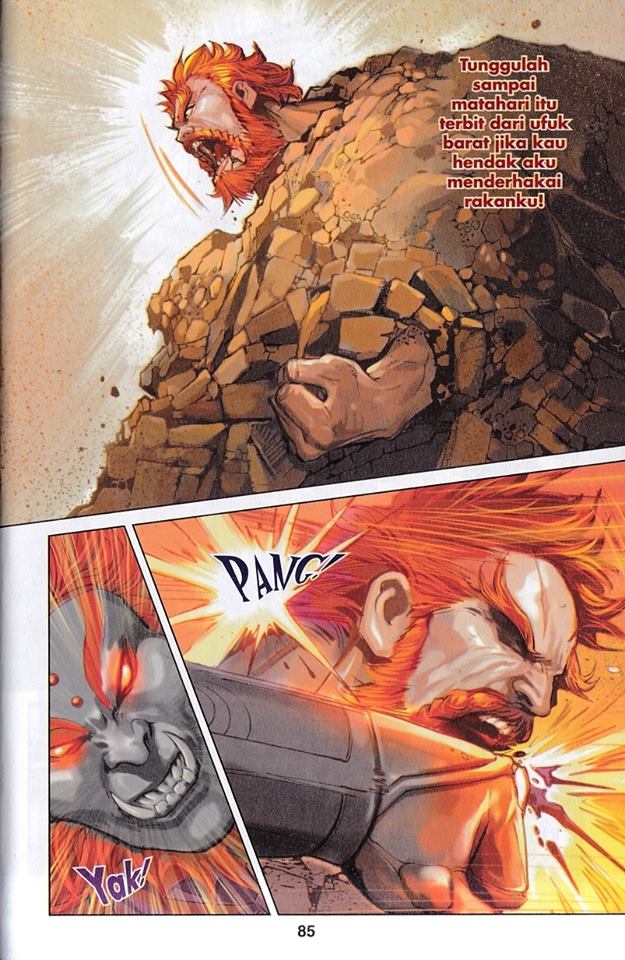 Tunggulah
sampai
matahari itu
terbit dari ufuk
barat jika kau
hendak aku
menderhakai
rakanku!
PANG!
Yak!
85